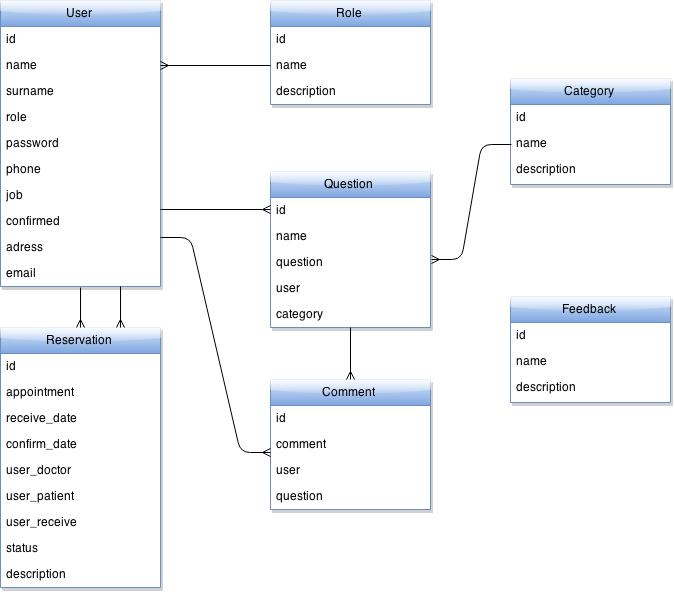 User
id
name
surname
role
password
phone
job
confirmed
adress
email
Role
id
name
description
Category
id
name
description
Question
id
name
question
user
category
Feedback
id
name
description
Reservation
id
appointment
receive_date
confirm_date
user_doctor
user_patient
user_receive
status
description
Comment
id
comment
user
question